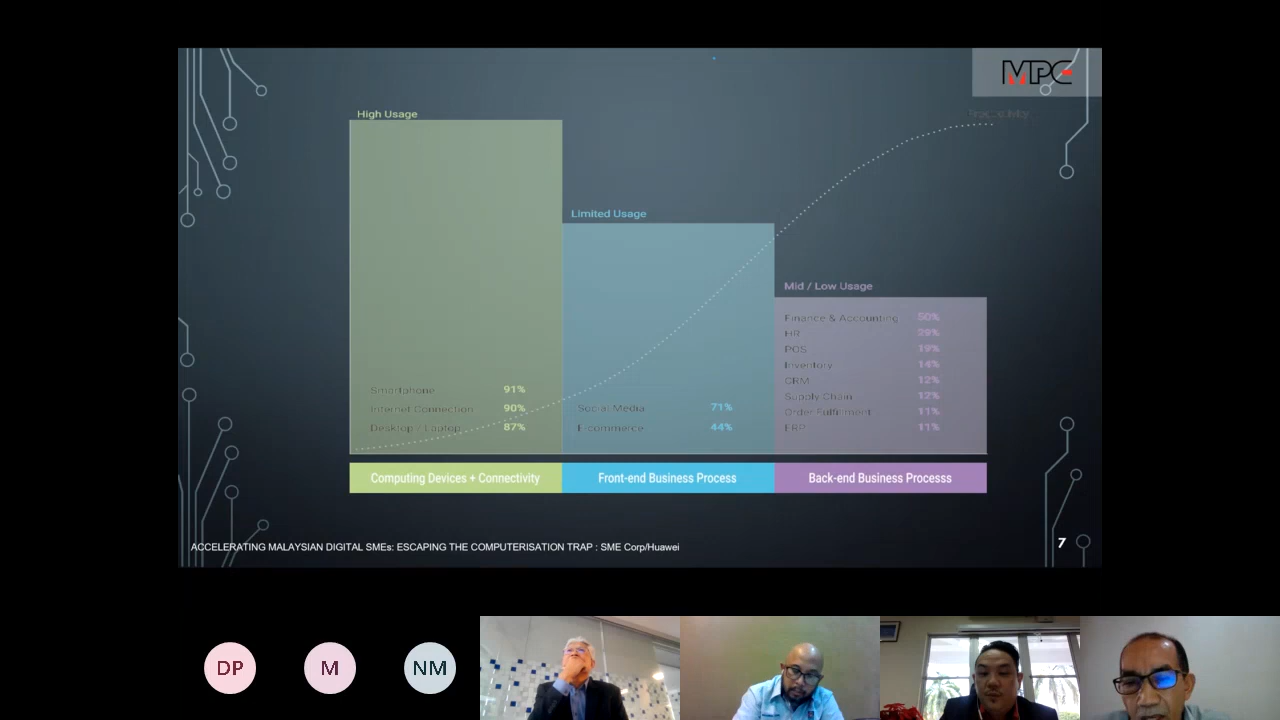 MPC
High Usage
Limited Usage
Mid / Low Usage
Smartphone 91%
Internet Connection 90%
Desktop / Laptop 87%
Social Media 71%
E-commerce 44%
Finance & Accounting 50%
HR 29%
POS 19%
Inventory 14%
CRM 12%
Supply Chain 12%
Order Fulfilment 11%
ERP 11%
Computing Devices + Connectivity
Front-end Business Process
Back-end Business Processs
ACCELERATING MALAYSIAN DIGITAL SMEs: ESCAPING THE COMPUTERISATION TRAP : SME Corp/Huawei
7
DP
M
NM